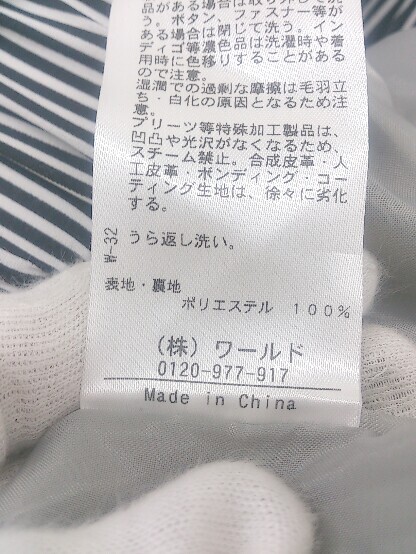 品がある場合は取り外して洗
う。ボタン、ファスナー等が
ある場合は閉じて洗う。イン
ディゴ等濃色品は洗濯時や着
用時に色移りすることがある
ので注意。
湿潤での過剰な摩擦は毛羽立
ち・白化の原因となるため注
意。
プリーツ等特殊加工製品は、
凹凸や光沢がなくなるため、
スチーム禁止。合成皮革・人
工皮革・ボンディング・コー
ティング生地は、徐々に劣化
する。
W-32
うら返し洗い。
表地・裏地
ポリエステル 100%
(株)ワールド
0120-977-917
Made in China